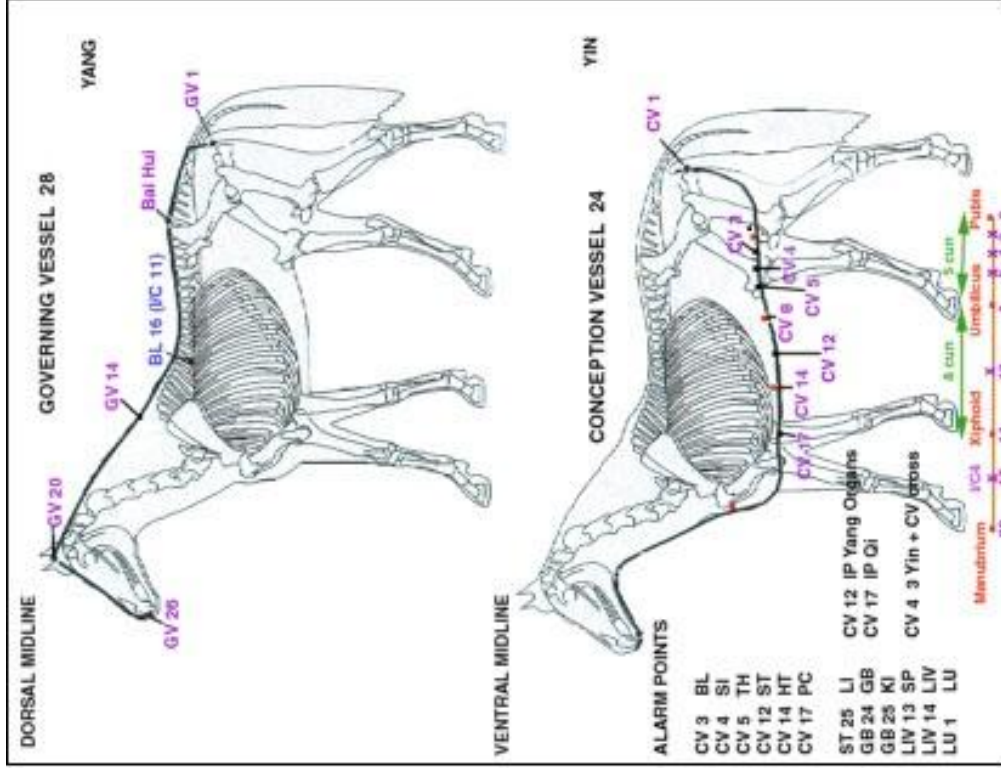 DORSAL MIDLINE
GOVERNING VESSEL 28
YANG
GV 20
GV 14
BL 16 (I/C 11)
Bai Hui
GV 1
GV 26
VENTRAL MIDLINE
CONCEPTION VESSEL 24
YIN
CV 1
CV 3
CV 4
CV 5
CV 8
CV 12
CV 14
CV 17
ALARM POINTS
CV 3 BL
CV 4 SI
CV 5 TH
CV 12 ST
CV 14 HT
CV 17 PC
ST 25 LI
GB 24 GB
GB 25 KI
LIV 13 SP
LIV 14 LIV
LU 1 LU
CV 12 IP Yang Organs
CV 17 IP Qi
CV 4 3 Yin + CV cross
Manubrium
I/C4
Xiphoid
8 cun
Umbilicus
5 cun
Pubis